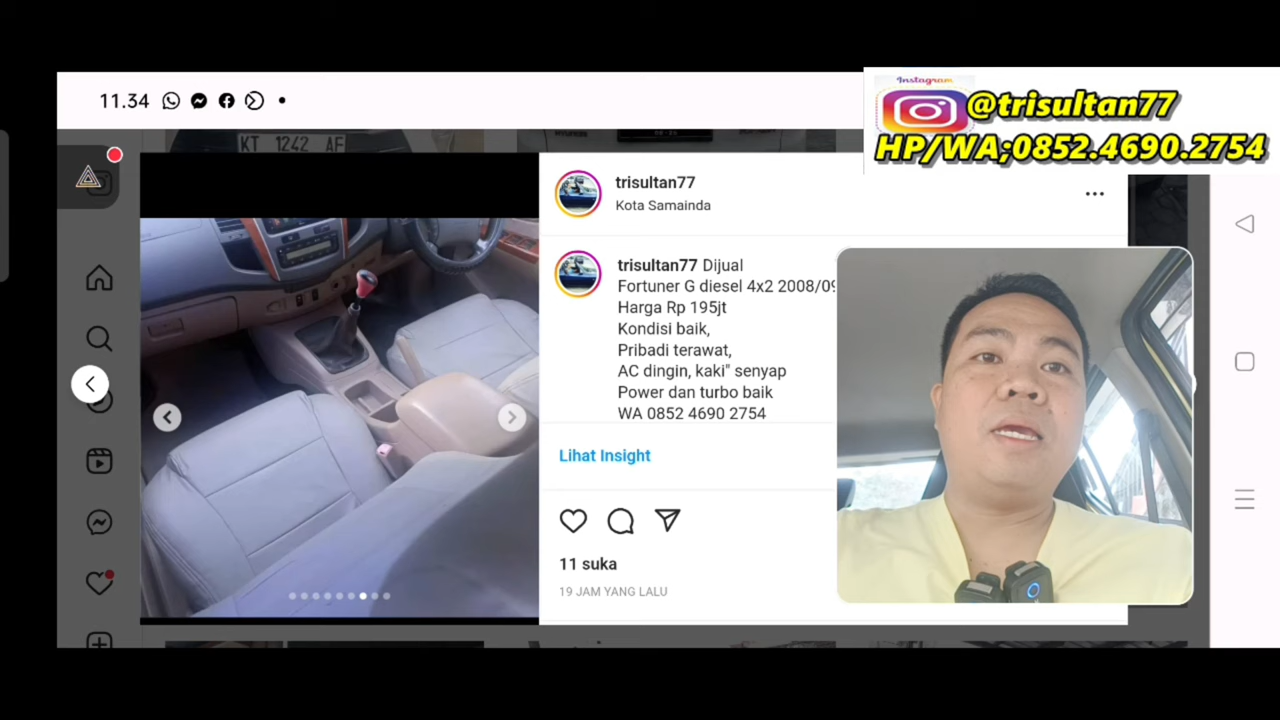 11.34
Instagram
@trisultan77
HP/WA;0852.4690.2754
KT 1242 AF
trisultan77
Kota Samainda
trisultan77 Dijual
Fortuner G diesel 4x2 2008/09
Harga Rp 195jt
Kondisi baik,
Pribadi terawat,
AC dingin, kaki" senyap
Power dan turbo baik
WA 0852 4690 2754
Lihat Insight
11 suka
19 JAM YANG LALU